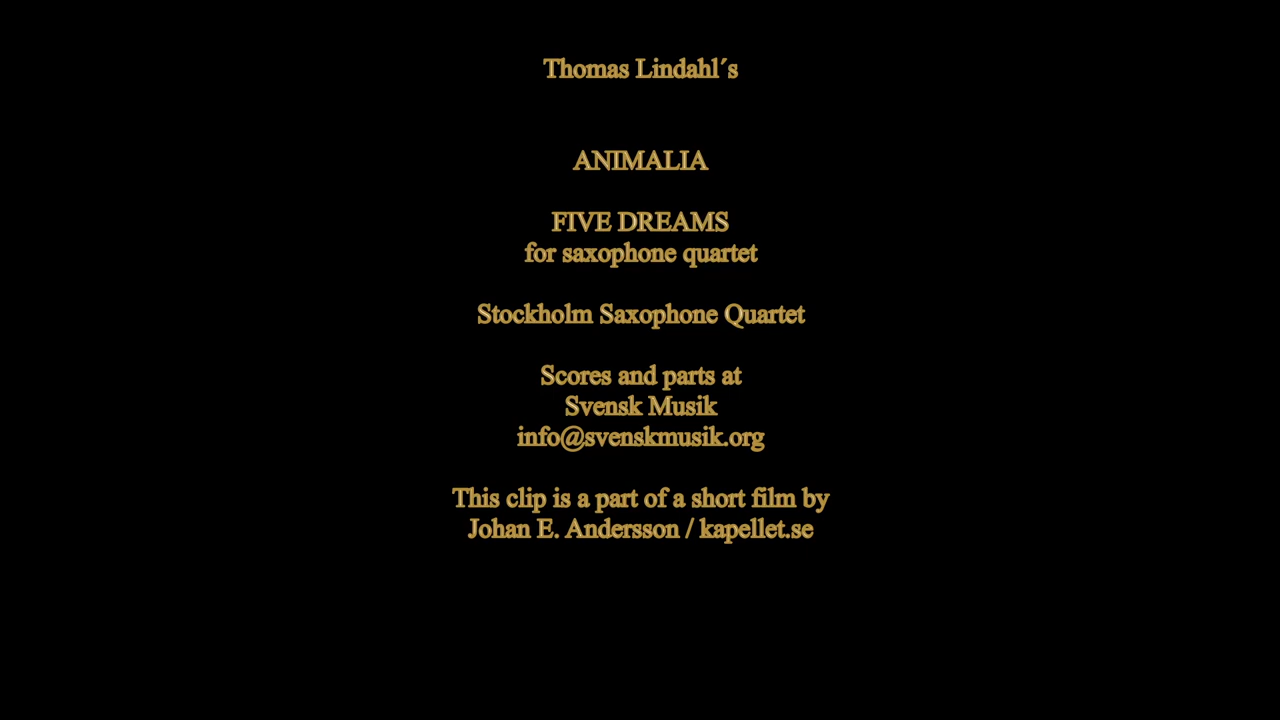 Thomas Lindahl´s
ANIMALIA
FIVE DREAMS
for saxophone quartet
Stockholm Saxophone Quartet
Scores and parts at
Svensk Musik
info@svenskmusik.org
This clip is a part of a short film by
Johan E. Andersson / kapellet.se